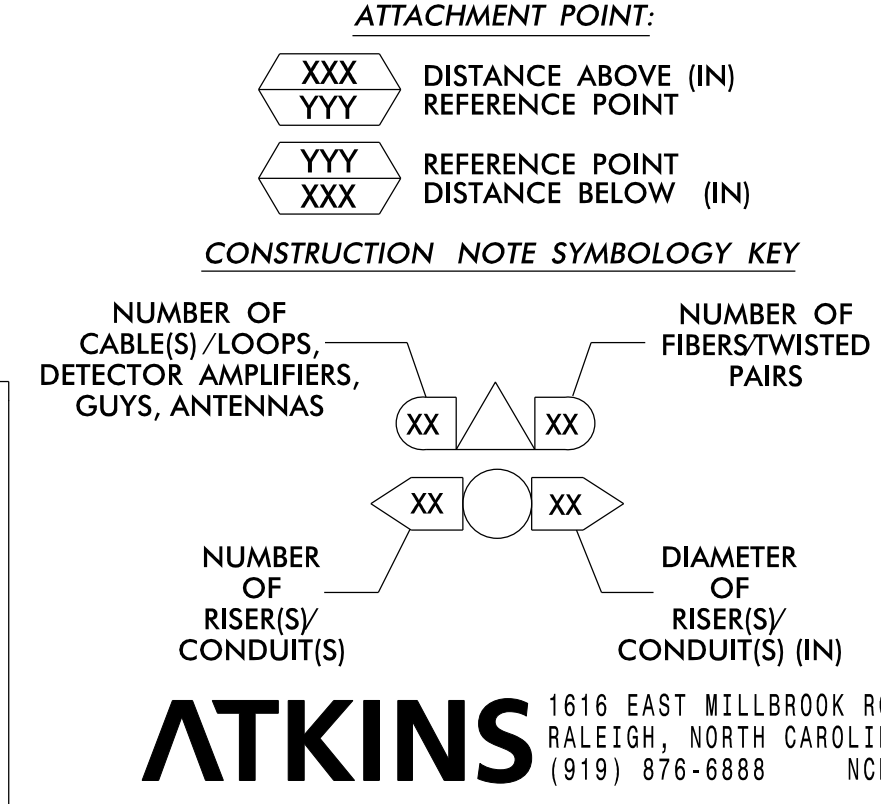 ATTACHMENT POINT:
XXX
YYY
DISTANCE ABOVE (IN)
REFERENCE POINT
YYY
XXX
REFERENCE POINT
DISTANCE BELOW (IN)
CONSTRUCTION NOTE SYMBOLOGY KEY
NUMBER OF
CABLE(S)/LOOPS,
DETECTOR AMPLIFIERS,
GUYS, ANTENNAS
NUMBER OF
FIBERS/TWISTED
PAIRS
XX XX
XX XX
NUMBER
OF
RISER(S)/
CONDUIT(S)
DIAMETER
OF
RISER(S)/
CONDUIT(S) (IN)
ATKINS
1616 EAST MILLBROOK
RALEIGH, NORTH
(919) 876-6888